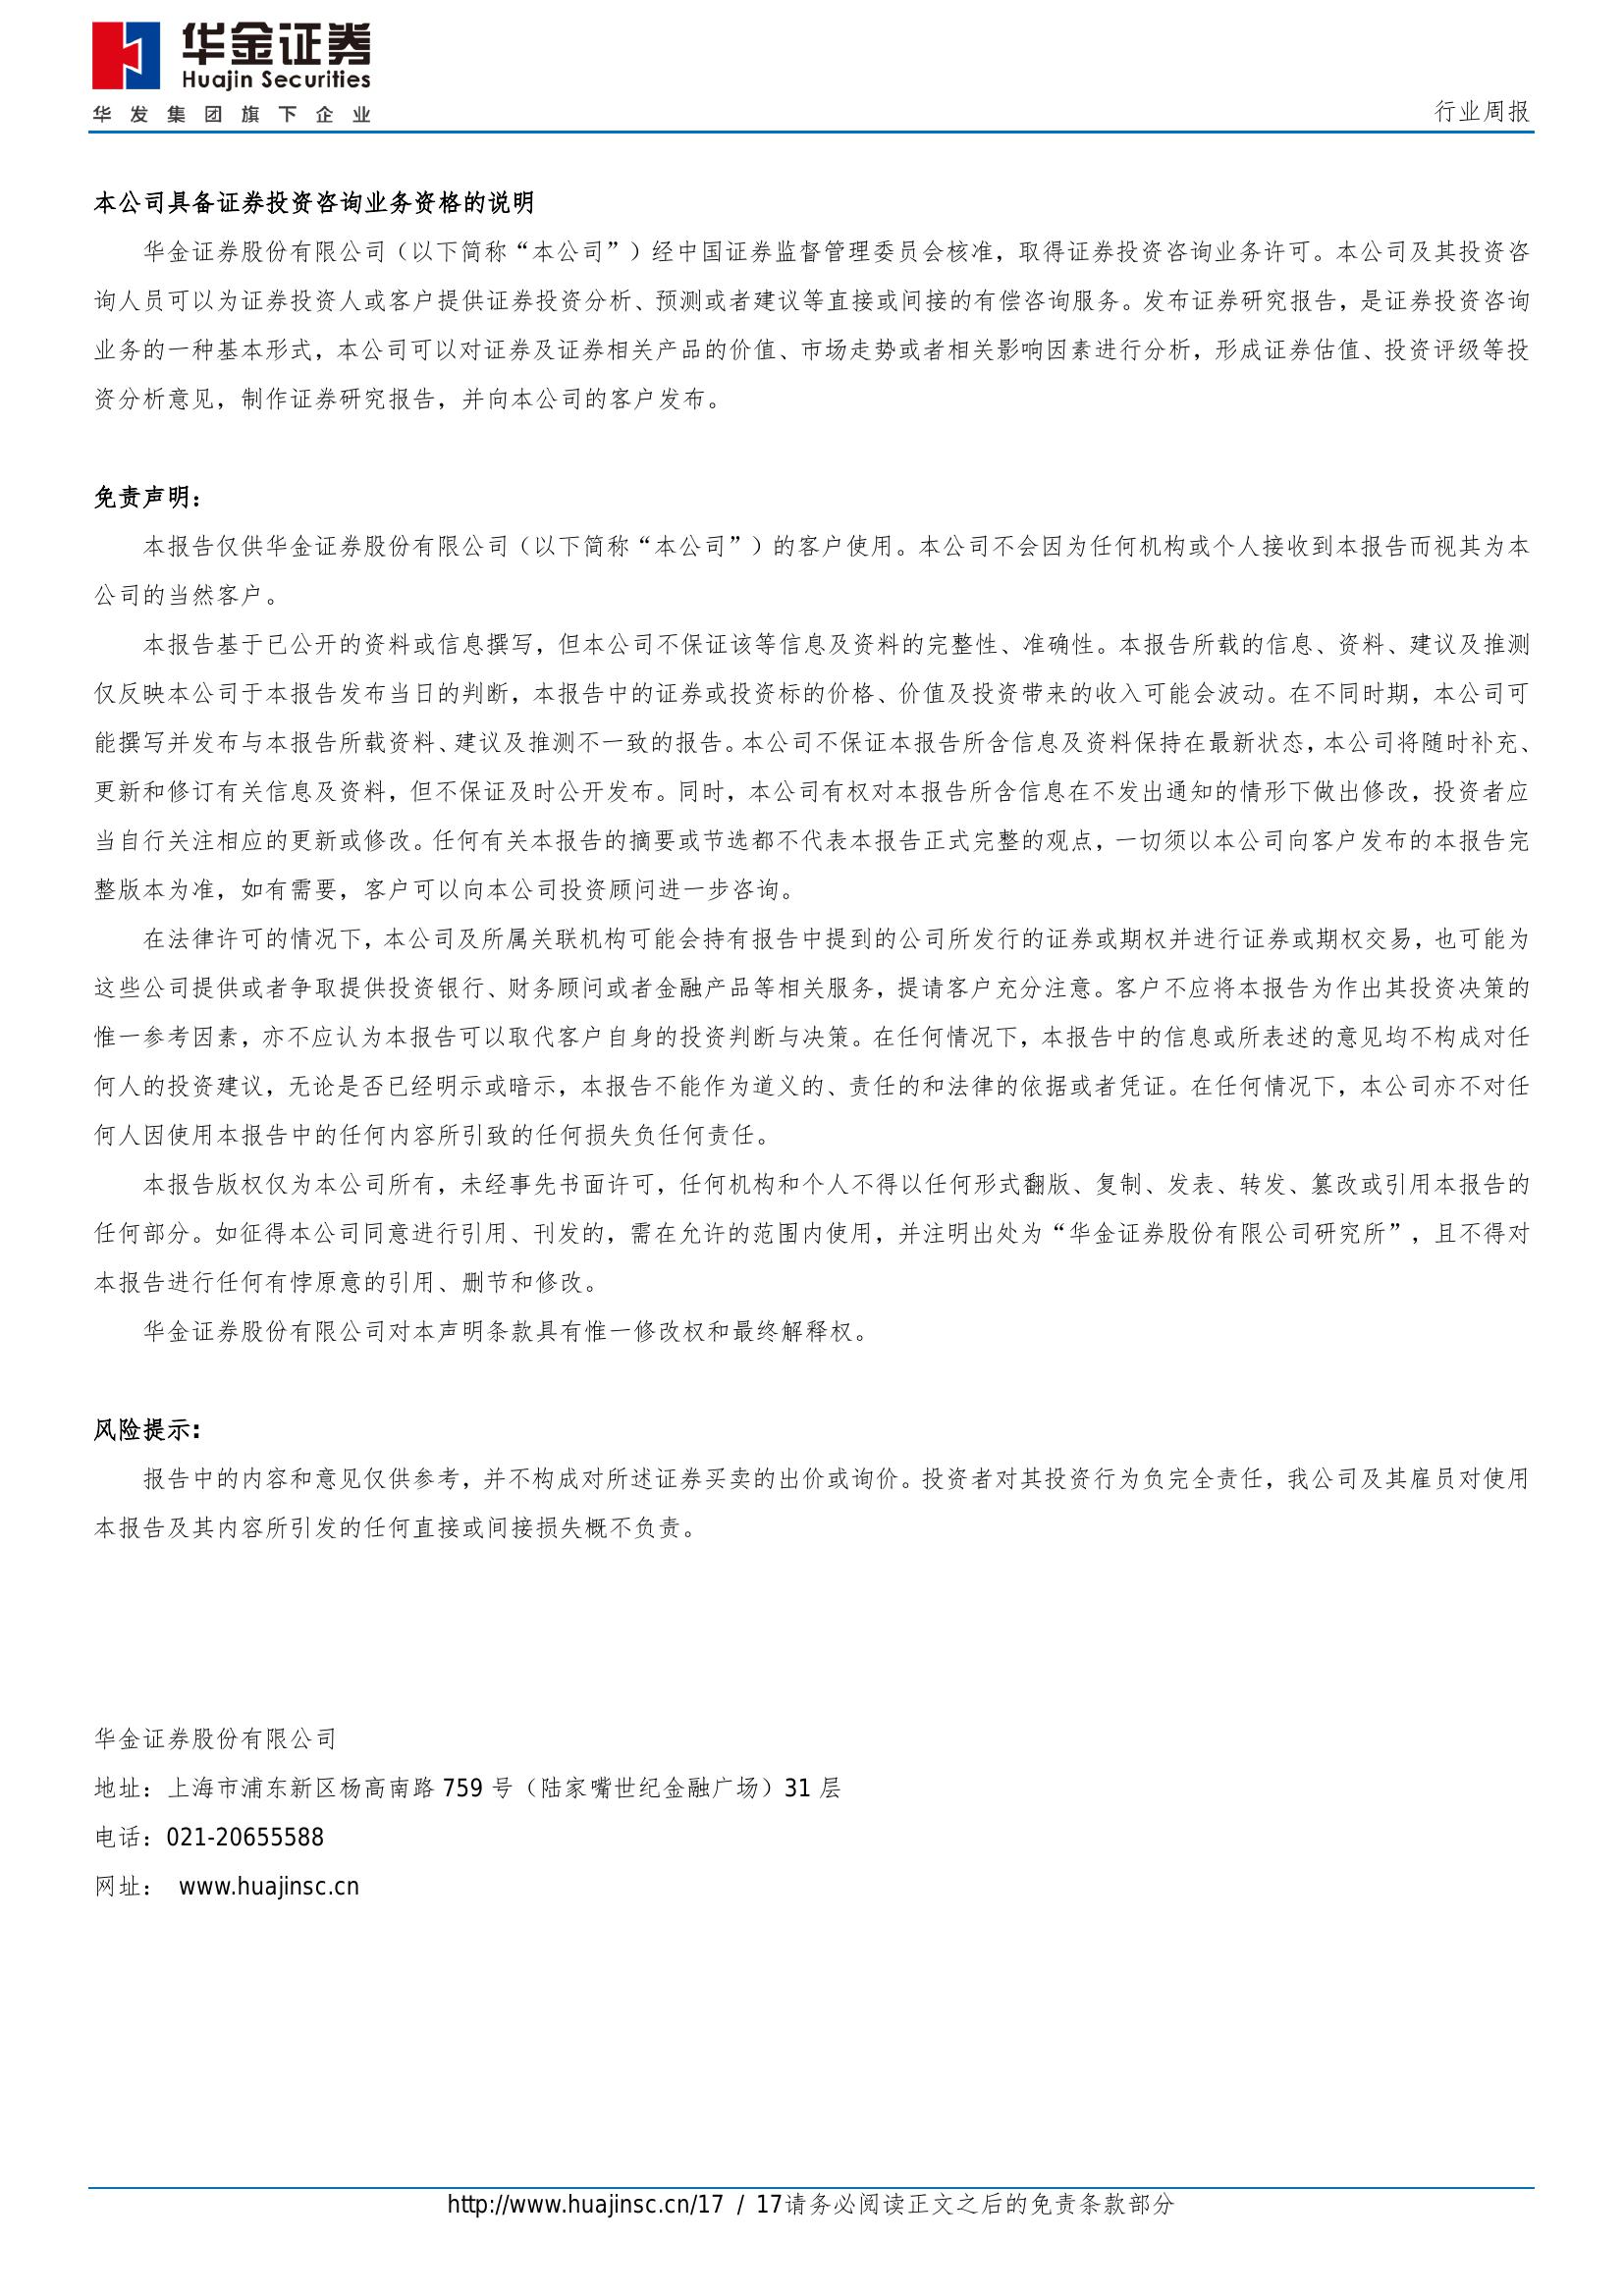 华金证券
Huajin Securities
华发集团旗下企业
行业周报
本公司具备证券投资咨询业务资格的说明
华金证券股份有限公司（以下简称“本公司”）经中国证券监督管理委员会核准，取得证券投资咨询业务许可。本公司及其投资咨
询人员可以为证券投资人或客户提供证券投资分析、预测或者建议等直接或间接的有偿咨询服务。发布证券研究报告，是证券投资咨询
业务的一种基本形式，本公司可以对证券及证券相关产品的价值、市场走势或者相关影响因素进行分析，形成证券估值、投资评级等投
资分析意见，制作证券研究报告，并向本公司的客户发布。
免责声明：
本报告仅供华金证券股份有限公司（以下简称“本公司”）的客户使用。本公司不会因为任何机构或个人接收到本报告而视其为本
公司的当然客户。
本报告基于已公开的资料或信息撰写，但本公司不保证该等信息及资料的完整性、准确性。本报告所载的信息、资料、建议及推测
仅反映本公司于本报告发布当日的判断，本报告中的证券或投资标的价格、价值及投资带来的收入可能会波动。在不同时期，本公司可
能撰写并发布与本报告所载资料、建议及推测不一致的报告。本公司不保证本报告所含信息及资料保持在最新状态，本公司将随时补充、
更新和修订有关信息及资料，但不保证及时公开发布。同时，本公司有权对本报告所含信息在不发出通知的情形下做出修改，投资者应
当自行关注相应的更新或修改。任何有关本报告的摘要或节选都不代表本报告正式完整的观点，一切须以本公司向客户发布的本报告完
整版本为准，如有需要，客户可以向本公司投资顾问进一步咨询。
在法律许可的情况下，本公司及所属关联机构可能会持有报告中提到的公司所发行的证券或期权并进行证券或期权交易，也可能为
这些公司提供或者争取提供投资银行、财务顾问或者金融产品等相关服务，提请客户充分注意。客户不应将本报告为作出其投资决策的
惟一参考因素，亦不应认为本报告可以取代客户自身的投资判断与决策。在任何情况下，本报告中的信息或所表述的意见均不构成对任
何人的投资建议，无论是否已经明示或暗示，本报告不能作为道义的、责任的和法律的依据或者凭证。在任何情况下，本公司亦不对任
何人因使用本报告中的任何内容所引致的任何损失负任何责任。
本报告版权仅为本公司所有，未经事先书面许可，任何机构和个人不得以任何形式翻版、复制、发表、转发、篡改或引用本报告的
任何部分。如征得本公司同意进行引用、刊发的，需在允许的范围内使用，并注明出处为“华金证券股份有限公司研究所”，且不得对
本报告进行任何有悖原意的引用、删节和修改。
华金证券股份有限公司对本声明条款具有惟一修改权和最终解释权。
风险提示:
报告中的内容和意见仅供参考，并不构成对所述证券买卖的出价或询价。投资者对其投资行为负完全责任，我公司及其雇员对使用
本报告及其内容所引发的任何直接或间接损失概不负责。
华金证券股份有限公司
地址：上海市浦东新区杨高南路 759 号（陆家嘴世纪金融广场）31 层
电话：021-20655588
网址： www.huajinsc.cn
http://www.huajinsc.cn/17 / 17请务必阅读正文之后的免责条款部分